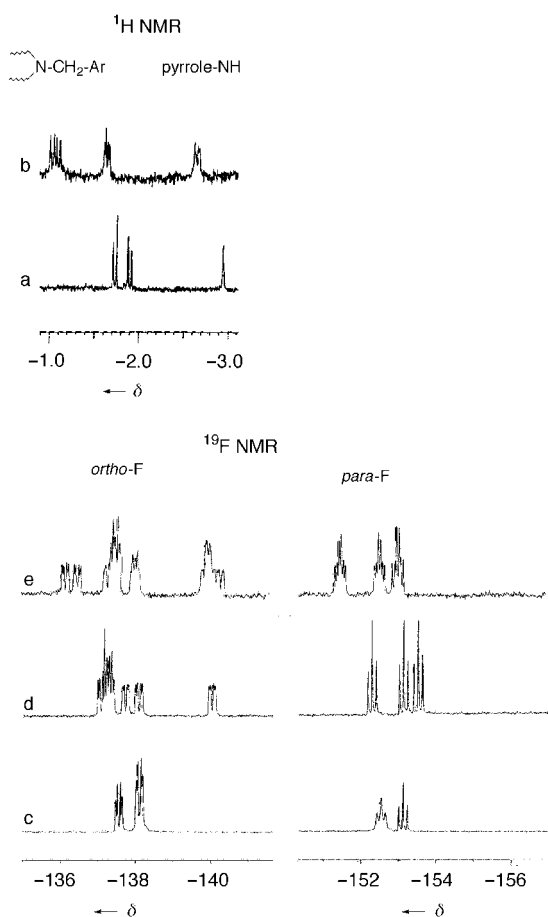 ¹H NMR
N-CH₂-Ar pyrrole-NH
b
a
−1.0 −2.0 −3.0
← δ
¹⁹F NMR
ortho-F para-F
e
d
c
−136 −138 −140 −152 −154 −156
← δ ← δ